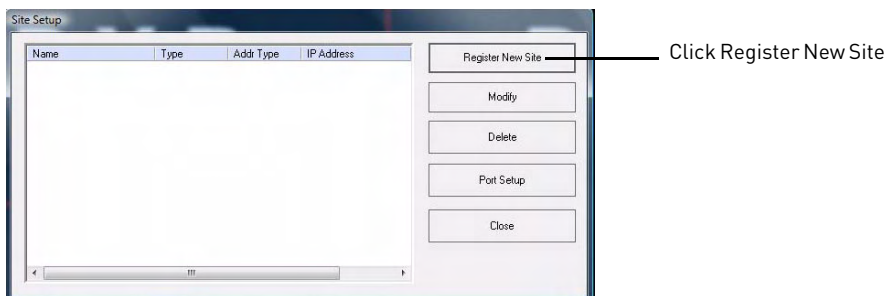 Site Setup
Name Type Addr Type IP Address
Register New Site
Click Register New Site
Modify
Delete
Port Setup
Close